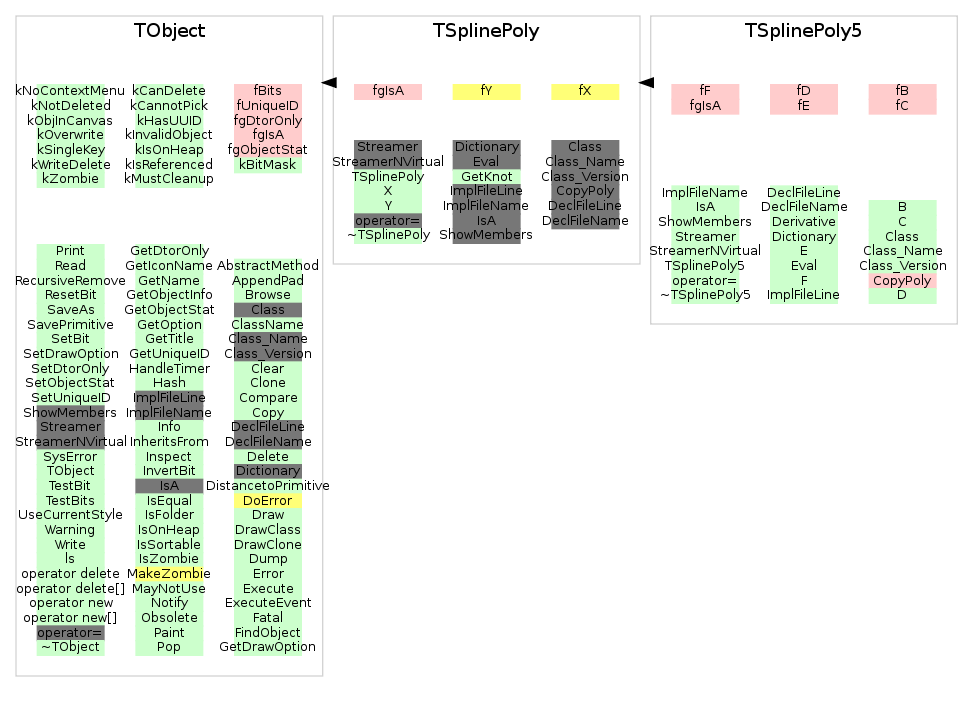 TObject
kNoContextMenu
kNotDeleted
kObjInCanvas
kOverwrite
kSingleKey
kWriteDelete
kZombie
kCanDelete
kCannotPick
kHasUUID
kInvalidObject
kIsOnHeap
kIsReferenced
kMustCleanup
fBits
fUniqueID
fgDtorOnly
fgIsA
fgObjectStat
kBitMask
Print
Read
RecursiveRemove
ResetBit
SaveAs
SavePrimitive
SetBit
SetDrawOption
SetDtorOnly
SetObjectStat
SetUniqueID
ShowMembers
Streamer
StreamerNVirtual
SysError
TObject
TestBit
TestBits
UseCurrentStyle
Warning
Write
ls
operator delete
operator delete[]
operator new
operator new[]
operator=
~TObject
GetDtorOnly
GetIconName
GetName
GetObjectInfo
GetObjectStat
GetOption
GetTitle
GetUniqueID
HandleTimer
Hash
ImplFileLine
ImplFileName
Info
InheritsFrom
Inspect
InvertBit
IsA
IsEqual
IsFolder
IsOnHeap
IsSortable
IsZombie
MakeZombie
MayNotUse
Notify
Obsolete
Paint
Pop
AbstractMethod
AppendPad
Browse
Class
ClassName
Class_Name
Class_Version
Clear
Clone
Compare
Copy
DeclFileLine
DeclFileName
Delete
Dictionary
DistancetoPrimitive
DoError
Draw
DrawClass
DrawClone
Dump
Error
Execute
ExecuteEvent
Fatal
FindObject
GetDrawOption
TSplinePoly
fgIsA
fY
fX
Streamer
StreamerNVirtual
TSplinePoly
X
Y
operator=
~TSplinePoly
Dictionary
Eval
GetKnot
ImplFileLine
ImplFileName
IsA
ShowMembers
Class
Class_Name
Class_Version
CopyPoly
DeclFileLine
DeclFileName
TSplinePoly5
fF
fgIsA
fD
fE
fB
fC
ImplFileName
IsA
ShowMembers
Streamer
StreamerNVirtual
TSplinePoly5
operator=
~TSplinePoly5
DeclFileLine
DeclFileName
Derivative
Dictionary
E
Eval
F
ImplFileLine
B
C
Class
Class_Name
Class_Version
CopyPoly
D